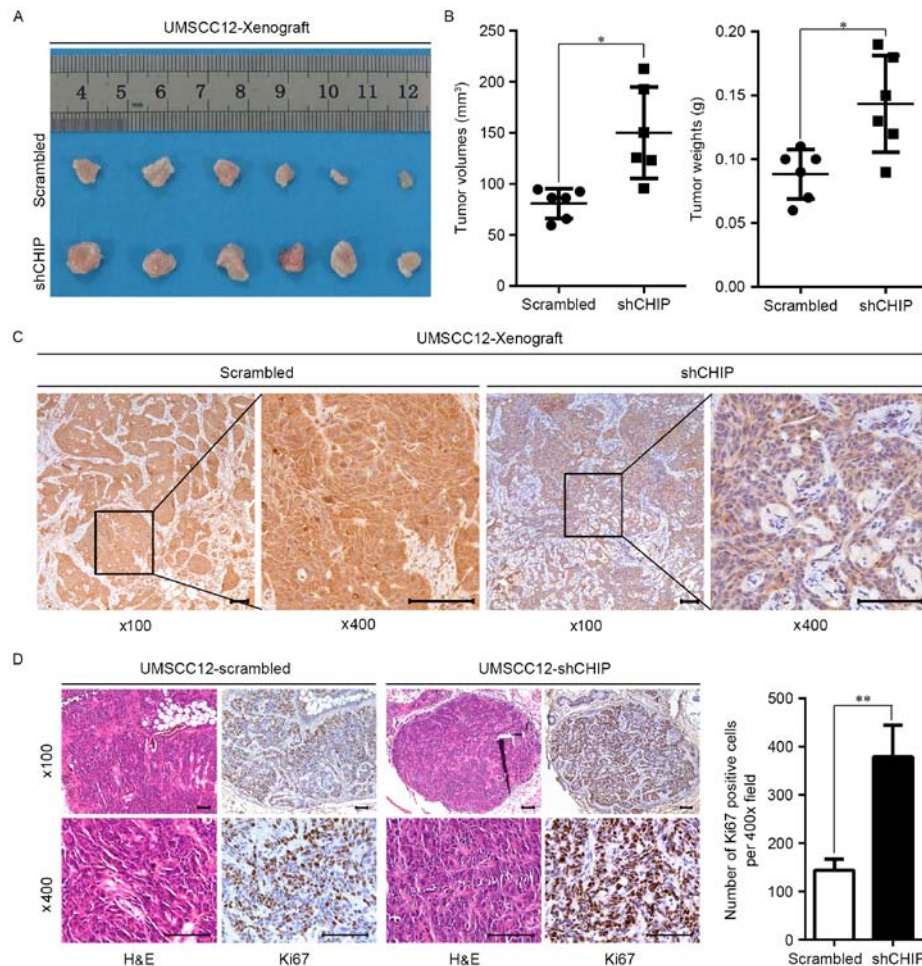 A
UMSCC12-Xenograft
4 5 6 7 8 9 10 11 12
Scrambled
shCHIP
B
Tumor volumes (mm³)
250
200
150
100
50
0
*
Scrambled shCHIP
Tumor weights (g)
0.20
0.15
0.10
0.05
0.00
*
Scrambled shCHIP
C
UMSCC12-Xenograft
Scrambled shCHIP
x100 x400 x100 x400
D
UMSCC12-scrambled UMSCC12-shCHIP
x100
x400
H&E Ki67 H&E Ki67
Number of Ki67 positive cells
per 400x field
500
400
300
200
100
0
**
Scrambled shCHIP